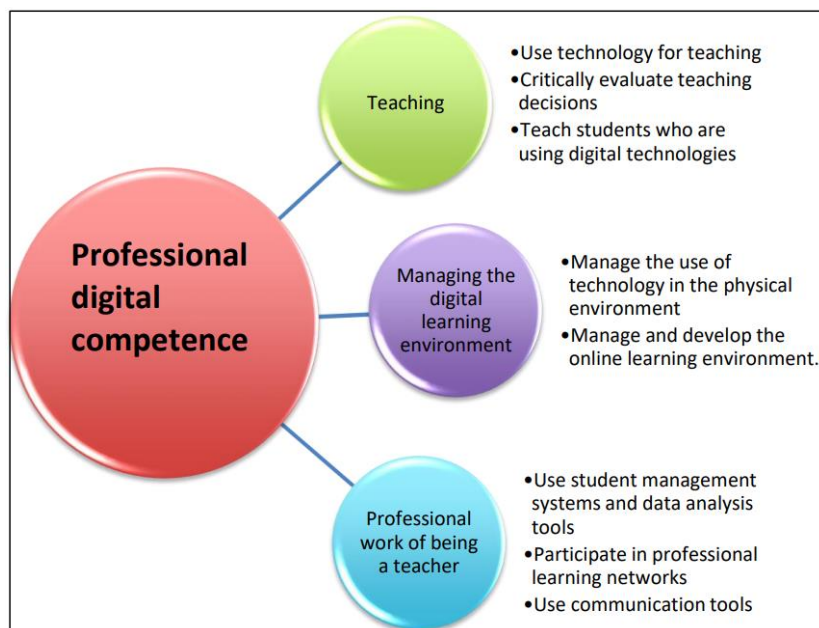 Professional
digital
competence
Teaching
•Use technology for teaching
•Critically evaluate teaching
decisions
•Teach students who are
using digital technologies
Managing the
digital
learning
environment
•Manage the use of
technology in the physical
environment
•Manage and develop the
online learning environment.
Professional
work of being
a teacher
•Use student management
systems and data analysis
tools
•Participate in professional
learning networks
•Use communication tools